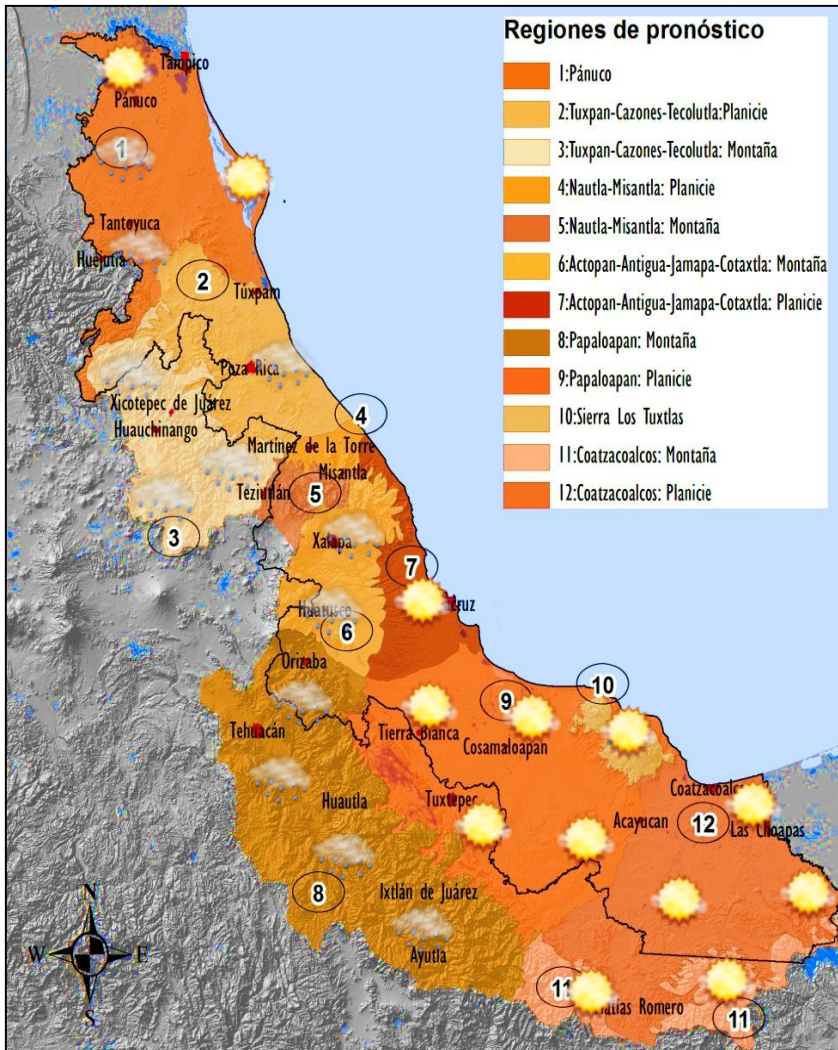 Regiones de pronóstico
1:Pánuco
2:Tuxpan-Cazones-Tecolutla:Planicie
3:Tuxpan-Cazones-Tecolutla: Montaña
4:Nautla-Misantla: Planicie
5:Nautla-Misantla: Montaña
6:Actopan-Antigua-Jamapa-Cotaxtla: Montaña
7:Actopan-Antigua-Jamapa-Cotaxtla: Planicie
8:Papaloapan: Montaña
9:Papaloapan: Planicie
10:Sierra Los Tuxtlas
11:Coatzacoalcos: Montaña
12:Coatzacoalcos: Planicie
Tampico
Pánuco
1
Tantoyuca
Huejutla
2
Túxpam
Poza Rica
Xicotepec de Juárez
4
Huauchinango
Martínez de la Torre
Misantla
Teziutlán
5
3
Xalapa
7
Huatusco
cruz
6
Orizaba
10
9
Tehuacán
Tierra Bianca
Cosamaloapan
Coatzacoalc
Huautla
Tuxtepec
Acayucan
12
Las Choapas
8
Ixtlán de Juárez
Ayutla
11
Matías Romero
11
N
W
E
S